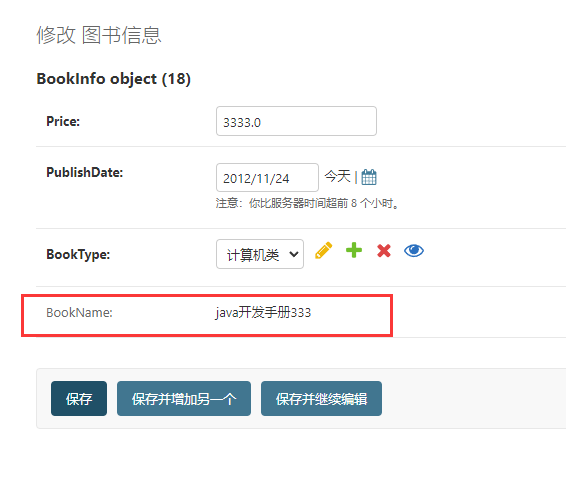 修改 图书信息
BookInfo object (18)
Price: 3333.0
PublishDate: 2012/11/24 今天 |
注意：你比服务器时间超前 8 个小时。
BookType: 计算机类
BookName: java开发手册333
保存 保存并增加另一个 保存并继续编辑